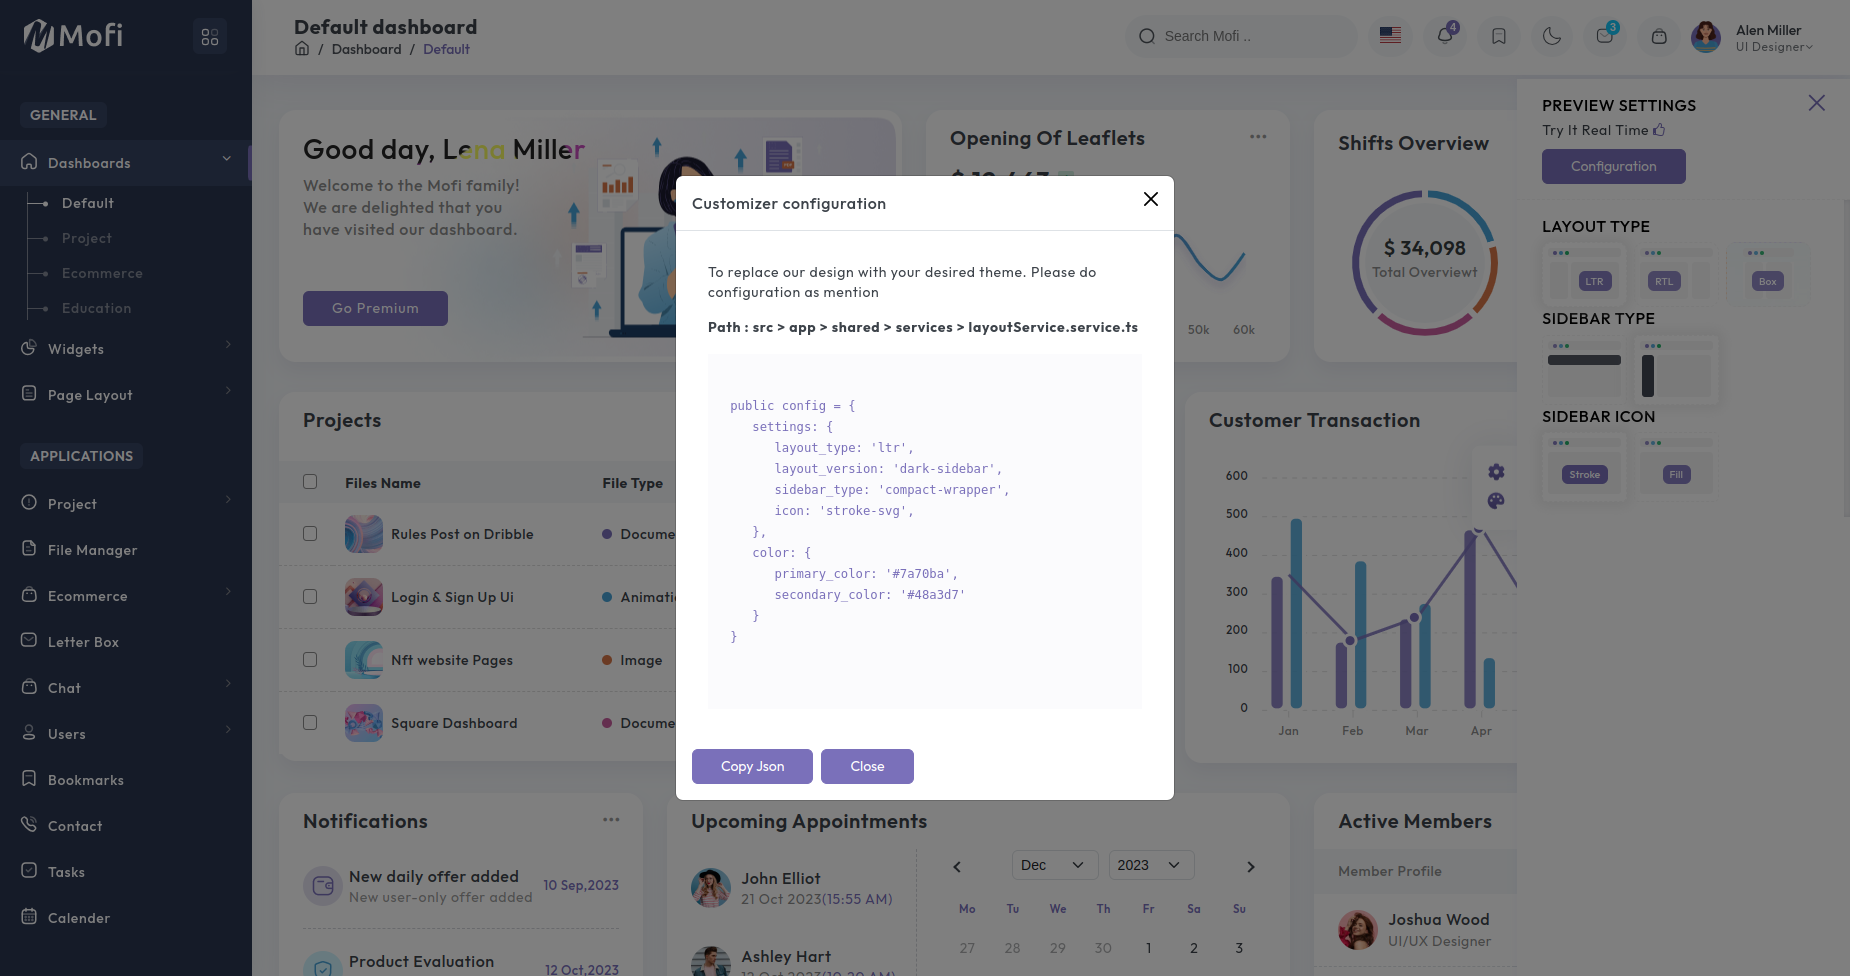 Mofi
Default dashboard
/ Dashboard / Default
Search Mofi ..
4
3
Alen Miller
UI Designer
GENERAL
Dashboards
Default
Project
Ecommerce
Education
Widgets
Page Layout
APPLICATIONS
Project
File Manager
Ecommerce
Letter Box
Chat
Users
Bookmarks
Contact
Tasks
Calender
Good day, Lena Miller
Welcome to the Mofi family!
We are delighted that you
have visited our dashboard.
Go Premium
Opening Of Leaflets
50k 60k
Shifts Overview
$ 34,098
Total Overviewt
PREVIEW SETTINGS
Try It Real Time
Configuration
LAYOUT TYPE
LTR
RTL
Box
SIDEBAR TYPE
SIDEBAR ICON
Stroke
Fill
Customizer configuration
To replace our design with your desired theme. Please do
configuration as mention
Path : src > app > shared > services > layoutService.service.ts
public config = {
settings: {
layout_type: 'ltr',
layout_version: 'dark-sidebar',
sidebar_type: 'compact-wrapper',
icon: 'stroke-svg',
},
color: {
primary_color: '#7a70ba',
secondary_color: '#48a3d7'
}
}
Copy Json
Close
Projects
Files Name File Type
Rules Post on Dribble Docume
Login & Sign Up Ui Animati
Nft website Pages Image
Square Dashboard Docume
Customer Transaction
600
500
400
300
200
100
0
Jan Feb Mar Apr
Notifications
New daily offer added
New user-only offer added
10 Sep,2023
Product Evaluation
12 Oct,2023
Upcoming Appointments
John Elliot
21 Oct 2023(15:55 AM)
Ashley Hart
Dec 2023
Mo Tu We Th Fr Sa Su
27 28 29 30 1 2 3
Active Members
Member Profile
Joshua Wood
UI/UX Designer